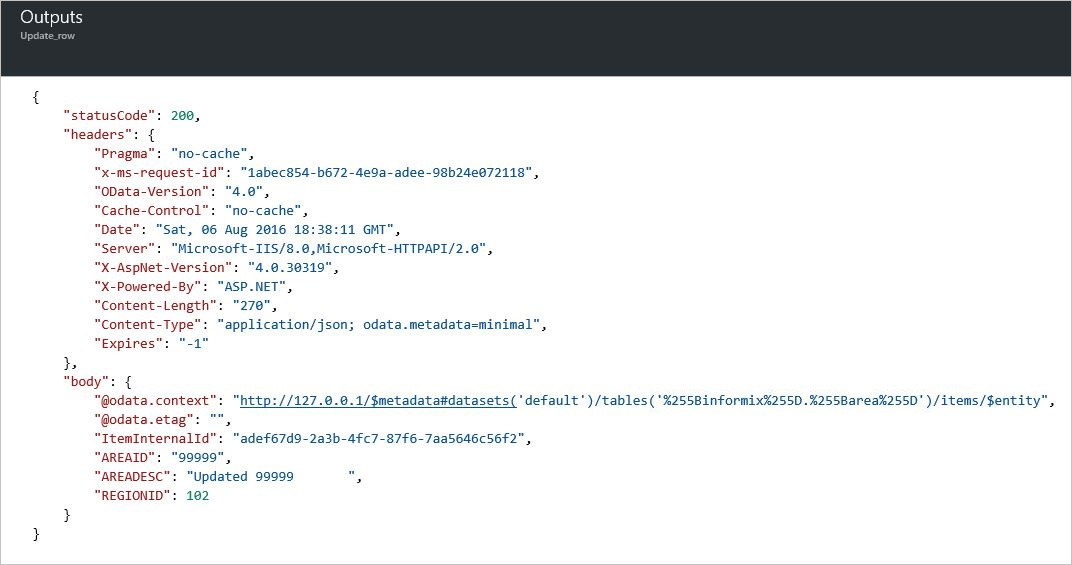 Outputs
Update_row
{
"statusCode": 200,
"headers": {
"Pragma": "no-cache",
"x-ms-request-id": "1abec854-b672-4e9a-adee-98b24e072118",
"OData-Version": "4.0",
"Cache-Control": "no-cache",
"Date": "Sat, 06 Aug 2016 18:38:11 GMT",
"Server": "Microsoft-IIS/8.0,Microsoft-HTTPAPI/2.0",
"X-AspNet-Version": "4.0.30319",
"X-Powered-By": "ASP.NET",
"Content-Length": "270",
"Content-Type": "application/json; odata.metadata=minimal",
"Expires": "-1"
},
"body": {
"@odata.context": "http://127.0.0.1/$metadata#datasets('default')/tables('%255Binformix%255D.%255Barea%255D')/items/$entity",
"@odata.etag": "",
"ItemInternalId": "adef67d9-2a3b-4fc7-87f6-7aa5646c56f2",
"AREAID": "99999",
"AREADESC": "Updated 99999       ",
"REGIONID": 102
}
}